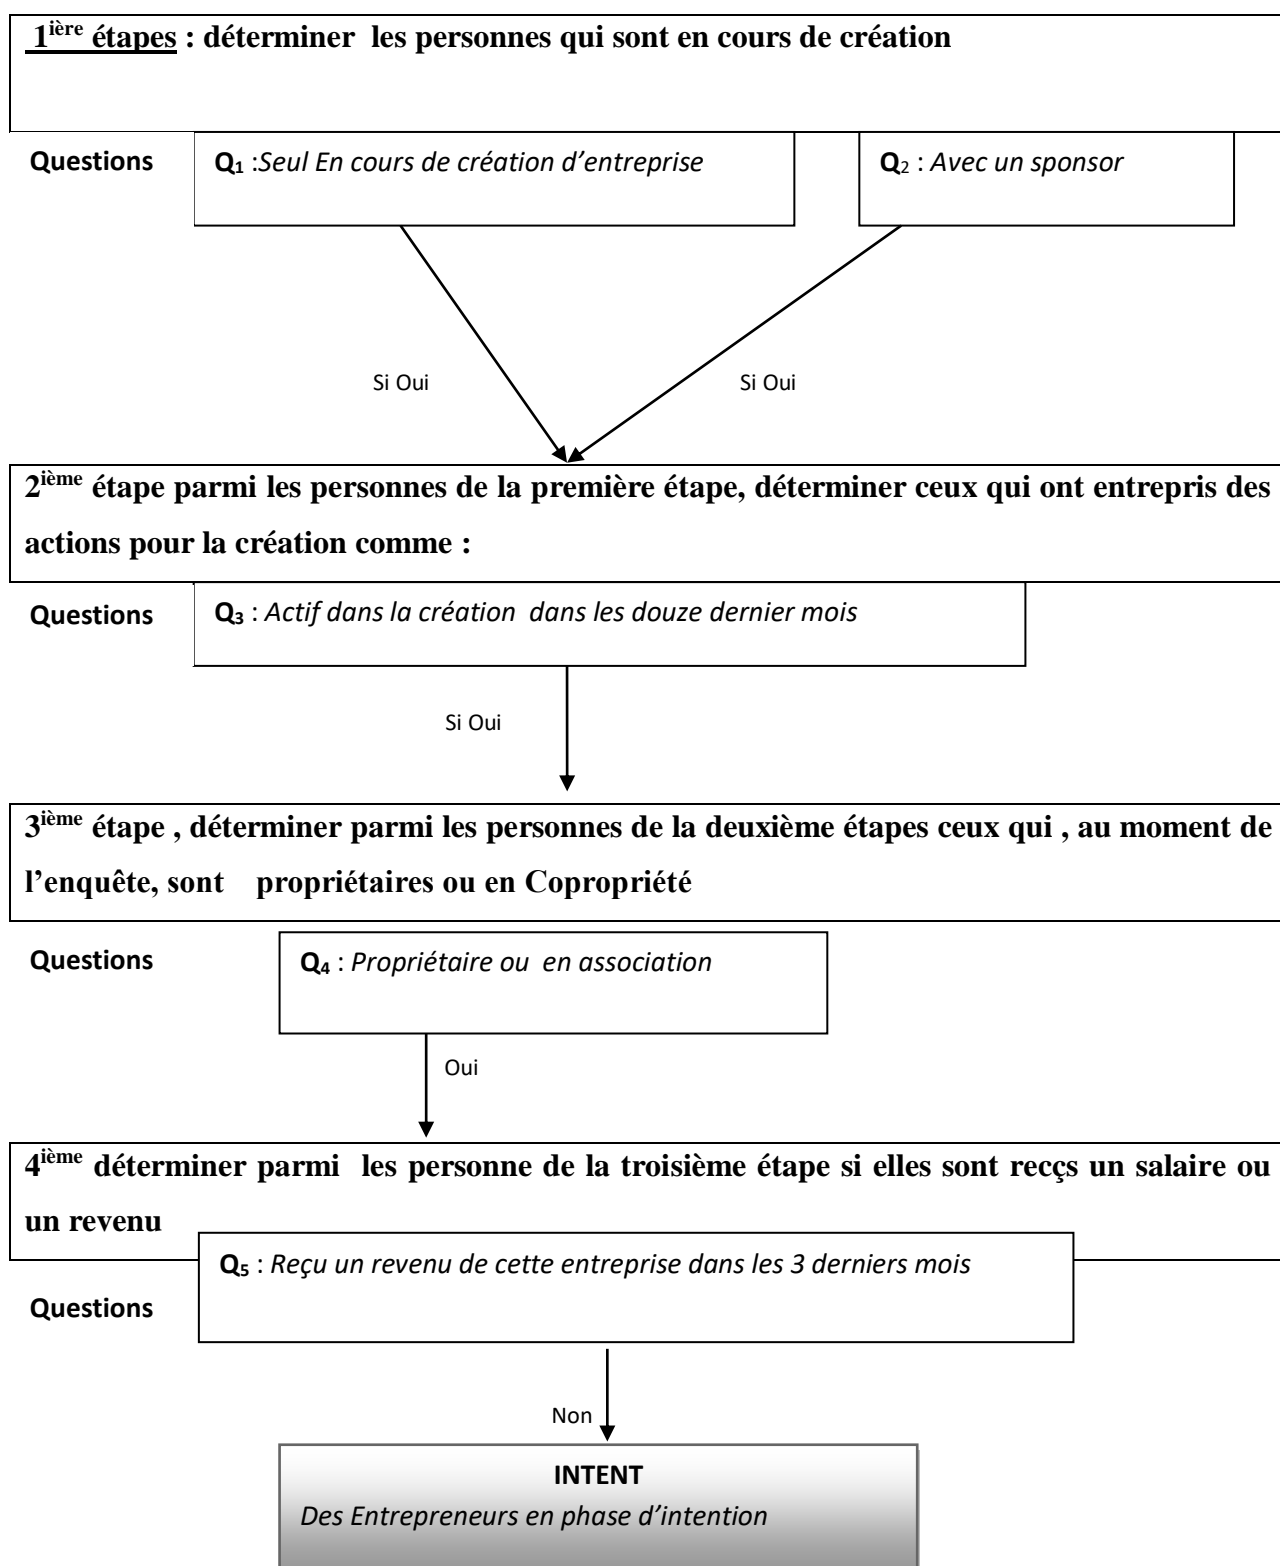 1ière étapes : déterminer les personnes qui sont en cours de création
Questions
Q1 :Seul En cours de création d’entreprise
Q2 : Avec un sponsor
Si Oui
Si Oui
2ième étape parmi les personnes de la première étape, déterminer ceux qui ont entrepris des
actions pour la création comme :
Questions
Q3 : Actif dans la création dans les douze dernier mois
Si Oui
3ième étape , déterminer parmi les personnes de la deuxième étapes ceux qui , au moment de
l’enquête, sont propriétaires ou en Copropriété
Questions
Q4 : Propriétaire ou en association
Oui
4ième déterminer parmi les personne de la troisième étape si elles sont recçs un salaire ou
un revenu
Q5 : Reçu un revenu de cette entreprise dans les 3 derniers mois
Questions
Non
INTENT
Des Entrepreneurs en phase d’intention